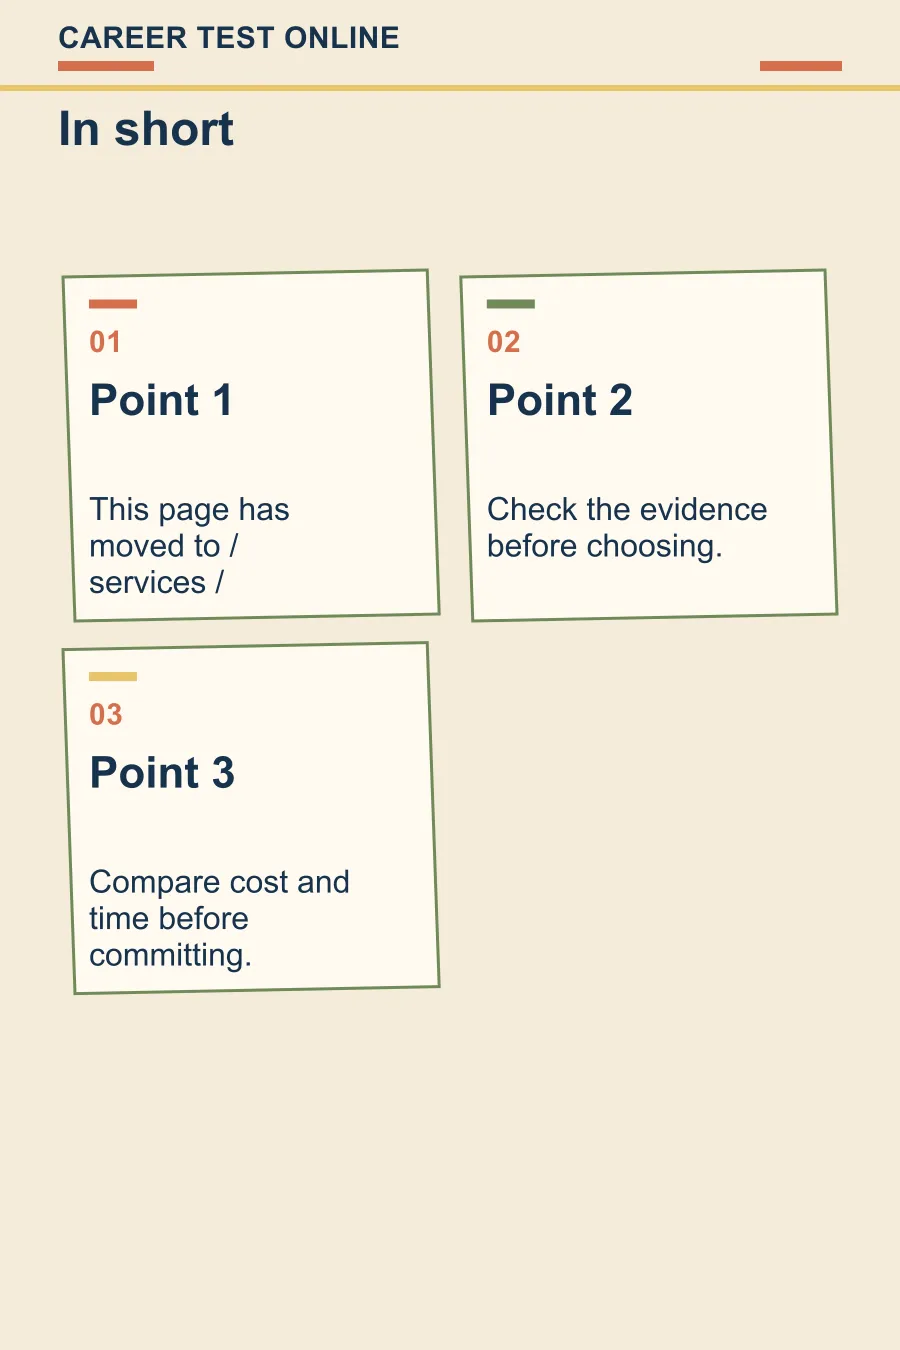 CAREER TEST ONLINE
In short
01
Point 1
This page has
moved to /
services /
02
Point 2
Check the evidence
before choosing.
03
Point 3
Compare cost and
time before
committing.